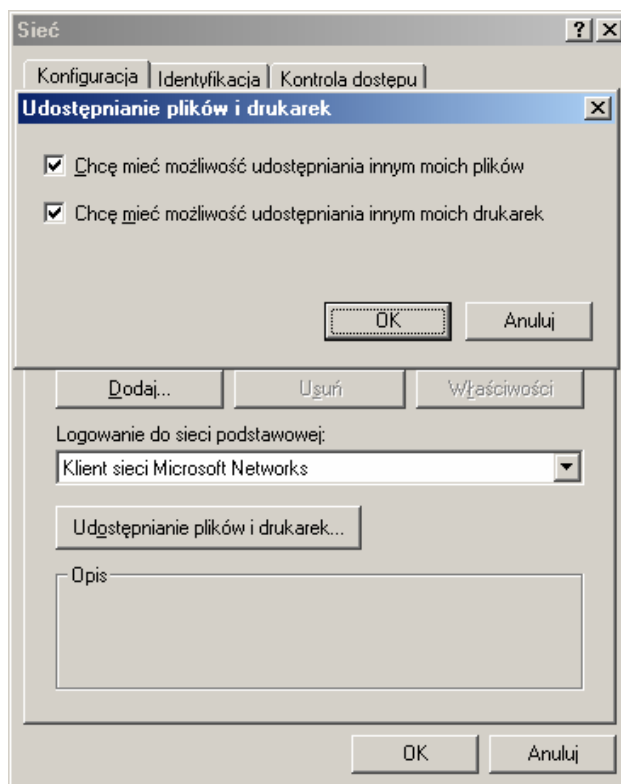 Sieć
Konfiguracja Identyfikacja Kontrola dostępu
Udostępnianie plików i drukarek
Chcę mieć możliwość udostępniania innym moich plików
Chcę mieć możliwość udostępniania innym moich drukarek
OK Anuluj
Dodaj... Usuń Właściwości
Logowanie do sieci podstawowej:
Klient sieci Microsoft Networks
Udostępnianie plików i drukarek...
Opis
OK Anuluj